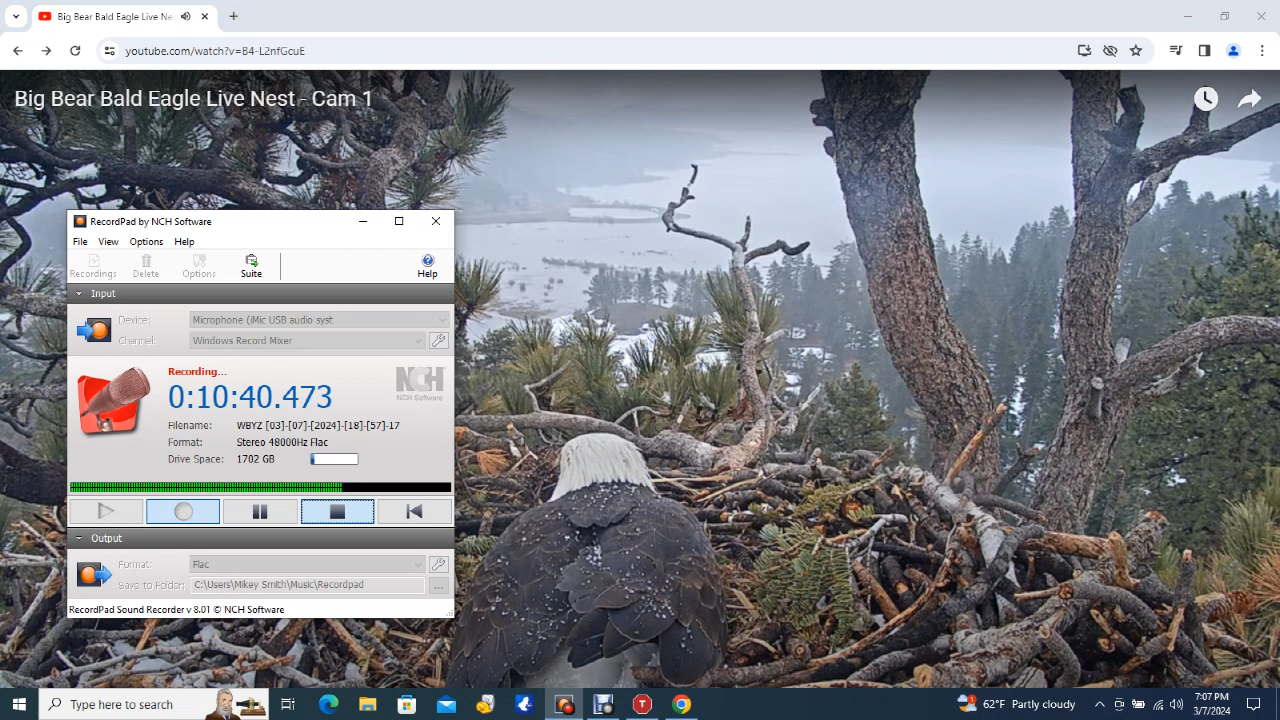 Big Bear Bald Eagle Live Ne
youtube.com/watch?v=B4-L2nfGcuE
Big Bear Bald Eagle Live Nest - Cam 1
RecordPad by NCH Software
File View Options Help
Recordings Delete Options Suite Help
Input
Device: Microphone (iMic USB audio syst
Channel: Windows Record Mixer
Recording...
0:10:40.473
NCH
NCH Software
Filename: WBYZ [03]-[07]-[2024]-[18]-[57]-17
Format: Stereo 48000Hz Flac
Drive Space: 1702 GB
Output
Format: Flac
Save to Folder: C:\Users\Mikey Smith\Music\Recordpad
...
RecordPad Sound Recorder v 8.01 © NCH Software
Type here to search
T
1
62°F Partly cloudy
7:07 PM
3/7/2024